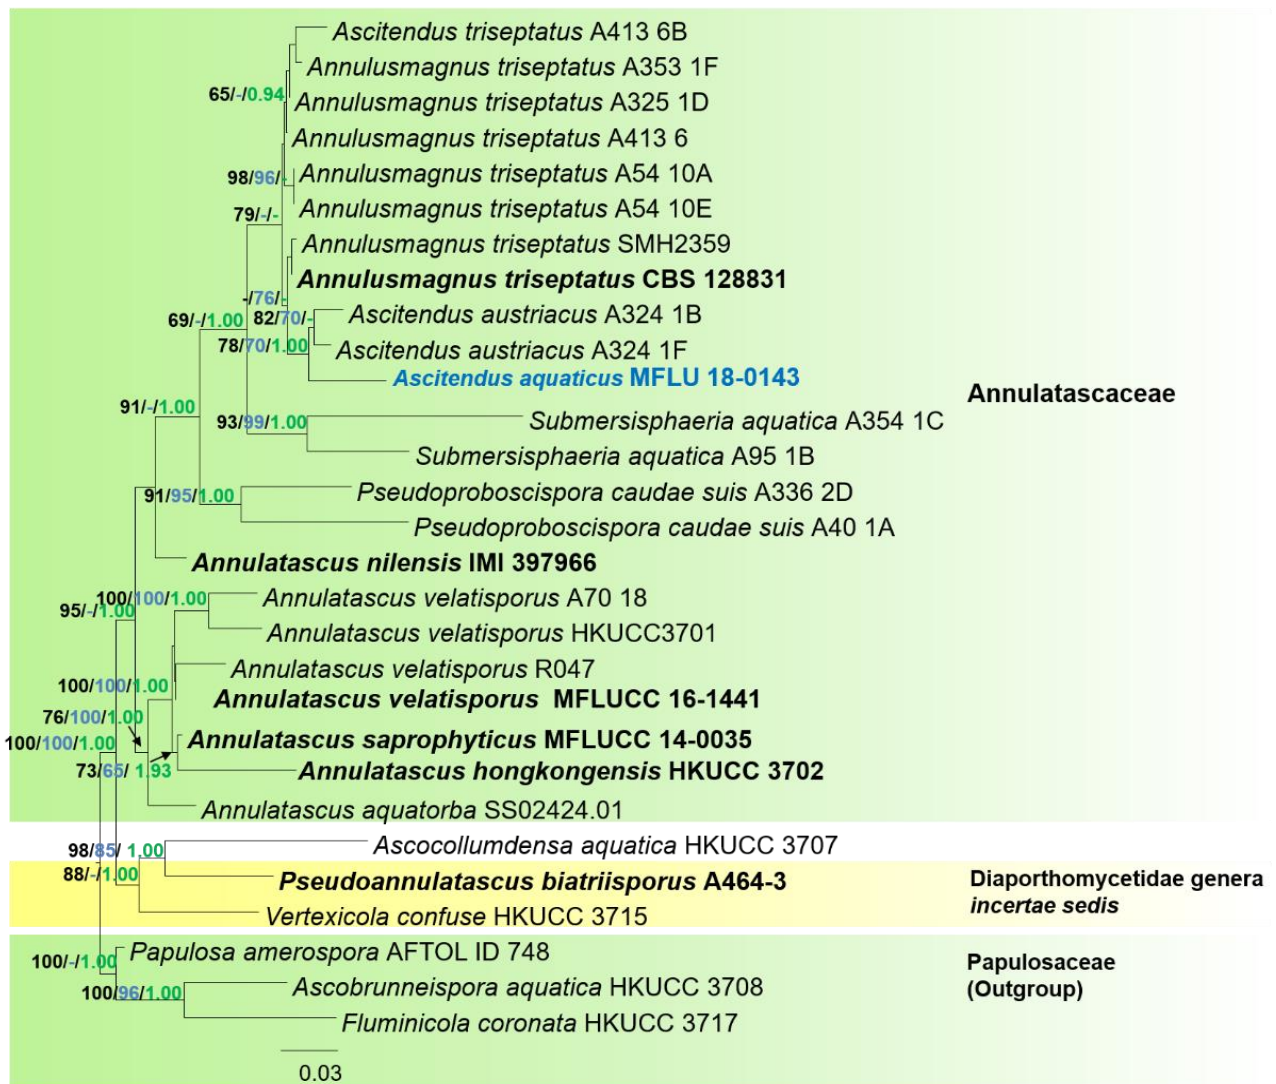 Ascitendus triseptatus A413 6B
Annulusmagnus triseptatus A353 1F
65/-/0.94
Annulusmagnus triseptatus A325 1D
Annulusmagnus triseptatus A413 6
98/96/-
Annulusmagnus triseptatus A54 10A
79/-/-
Annulusmagnus triseptatus A54 10E
Annulusmagnus triseptatus SMH2359
Annulusmagnus triseptatus CBS 128831
-/76/-
69/-/1.00
82/70/-
Ascitendus austriacus A324 1B
78/70/1.00
Ascitendus austriacus A324 1F
Ascitendus aquaticus MFLU 18-0143
Annulatascaceae
91/-/1.00
93/99/1.00
Submersisphaeria aquatica A354 1C
Submersisphaeria aquatica A95 1B
91/95/1.00
Pseudoproboscispora caudae suis A336 2D
Pseudoproboscispora caudae suis A40 1A
Annulatascus nilensis IMI 397966
95/-/1.00
100/100/1.00
Annulatascus velatisporus A70 18
Annulatascus velatisporus HKUCC3701
Annulatascus velatisporus R047
100/100/1.00
Annulatascus velatisporus MFLUCC 16-1441
76/100/1.00
100/100/1.00
Annulatascus saprophyticus MFLUCC 14-0035
73/65/ 1.93
Annulatascus hongkongensis HKUCC 3702
Annulatascus aquatorba SS02424.01
98/85/ 1.00
Ascocollumdensa aquatica HKUCC 3707
88/-/1.00
Pseudoannulatascus biatriisporus A464-3
Diaporthomycetidae genera
incertae sedis
Vertexicola confuse HKUCC 3715
100/-/1.00
Papulosa amerospora AFTOL ID 748
Papulosaceae
(Outgroup)
100/96/1.00
Ascobrunneispora aquatica HKUCC 3708
Fluminicola coronata HKUCC 3717
0.03